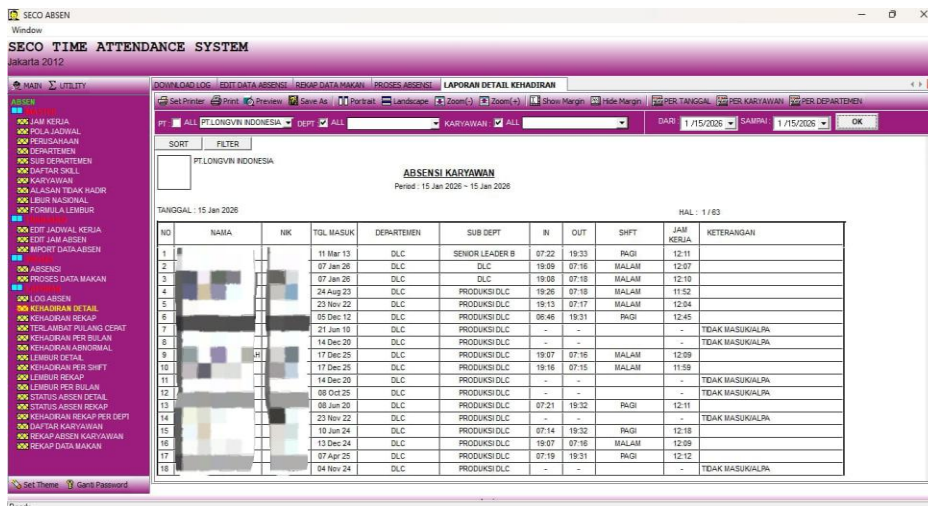 SECO ABSEN
Window
SECO TIME ATTENDANCE SYSTEM
Jakarta 2012
MAIN Σ UTILITY
DOWNLOAD LOG EDIT DATA ABSENSI REKAP DATA MAKAN PROSES ABSENSI LAPORAN DETAIL KEHADIRAN
Set Printer Print Preview Save As Portrait Landscape Zoom(-) Zoom(+) Show Margin Hide Margin PER TANGGAL PER KARYAWAN PER DEPARTEMEN
PT : ALL PT.LONGVIN INDONESIA DEPT : ALL KARYAWAN : ALL DARI 1 /15/2026 SAMPAI : 1 /15/2026 OK
SORT FILTER
ABSEN
JAM KERJA
POLA JADWAL
PERUSAHAAN
DEPARTEMEN
SUB DEPARTEMEN
DAFTAR SKILL
KARYAWAN
ALASAN TIDAK HADIR
LIBUR NASIONAL
FORMULA LEMBUR
EDIT JADWAL KERJA
EDIT JAM ABSEN
IMPORT DATA ABSEN
ABSENSI
PROSES DATA MAKAN
LOG ABSEN
KEHADIRAN DETAIL
KEHADIRAN REKAP
TERLAMBAT PULANG CEPAT
KEHADIRAN PER BULAN
KEHADIRAN ABNORMAL
LEMBUR DETAIL
KEHADIRAN PER SHIFT
LEMBUR REKAP
LEMBUR PER BULAN
STATUS ABSEN DETAIL
STATUS ABSEN REKAP
KEHADIRAN REKAP PER DEPT
DAFTAR KARYAWAN
REKAP ABSEN KARYAWAN
REKAP DATA MAKAN
Set Theme Ganti Password
PT.LONGVIN INDONESIA
ABSENSI KARYAWAN
Period : 15 Jan 2026 ~ 15 Jan 2026
TANGGAL : 15 Jan 2026 HAL : 1 / 63
NO NAMA NIK TGL MASUK DEPARTEMEN SUB DEPT IN OUT SHFT JAM KERJA KETERANGAN
1 11 Mar 13 DLC SENIOR LEADER B 07:22 19:33 PAGI 12:11
2 07 Jan 26 DLC DLC 19:09 07:16 MALAM 12:07
3 07 Jan 26 DLC DLC 19:08 07:18 MALAM 12:10
4 24 Aug 23 DLC PRODUKSI DLC 19:26 07:18 MALAM 11:52
5 23 Nov 22 DLC PRODUKSI DLC 19:13 07:17 MALAM 12:04
6 05 Dec 12 DLC PRODUKSI DLC 06:46 19:31 PAGI 12:45
7 21 Jun 10 DLC PRODUKSI DLC - - - TIDAK MASUK/ALPA
8 14 Dec 20 DLC PRODUKSI DLC - - - TIDAK MASUK/ALPA
9 H 17 Dec 25 DLC PRODUKSI DLC 19:07 07:16 MALAM 12:09
10 17 Dec 25 DLC PRODUKSI DLC 19:16 07:15 MALAM 11:59
11 14 Dec 20 DLC PRODUKSI DLC - - - TIDAK MASUK/ALPA
12 08 Oct 25 DLC PRODUKSI DLC - - - TIDAK MASUK/ALPA
13 08 Jun 20 DLC PRODUKSI DLC 07:21 19:32 PAGI 12:11
14 23 Nov 22 DLC PRODUKSI DLC - - - TIDAK MASUK/ALPA
15 10 Jun 24 DLC PRODUKSI DLC 07:14 19:32 PAGI 12:18
16 13 Dec 24 DLC PRODUKSI DLC 19:07 07:16 MALAM 12:09
17 07 Apr 25 DLC PRODUKSI DLC 07:19 19:31 PAGI 12:12
18 04 Nov 24 DLC PRODUKSI DLC - - - TIDAK MASUK/ALPA